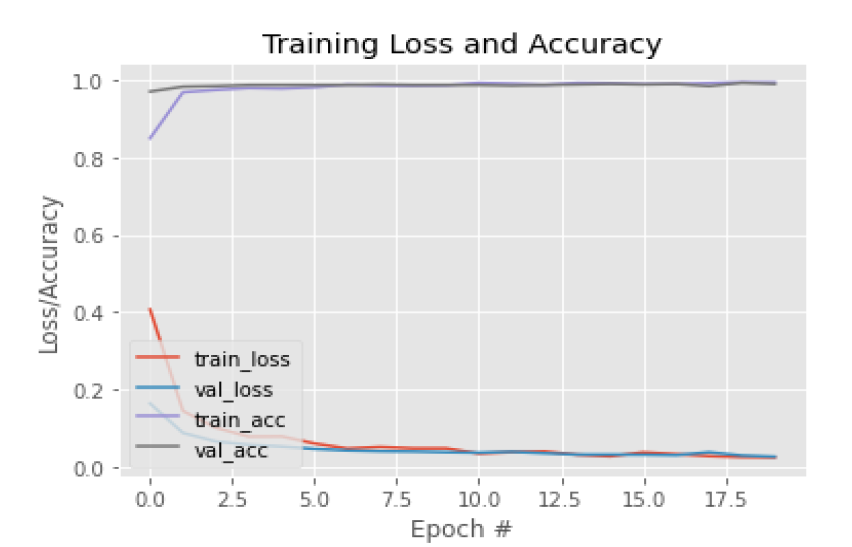 Training Loss and Accuracy
1.0
0.8
0.6
0.4
0.2
0.0
Loss/Accuracy
train_loss
val_loss
train_acc
val_acc
0.0 2.5 5.0 7.5 10.0 12.5 15.0 17.5
Epoch #